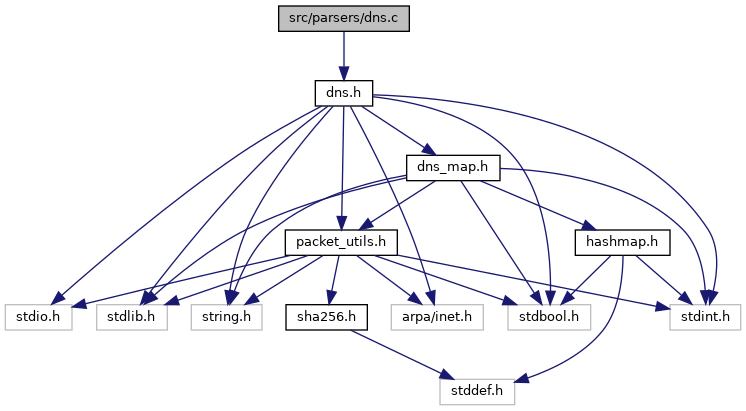 src/parsers/dns.c
dns.h
dns_map.h
packet_utils.h
hashmap.h
stdio.h
stdlib.h
string.h
sha256.h
arpa/inet.h
stdbool.h
stdint.h
stddef.h